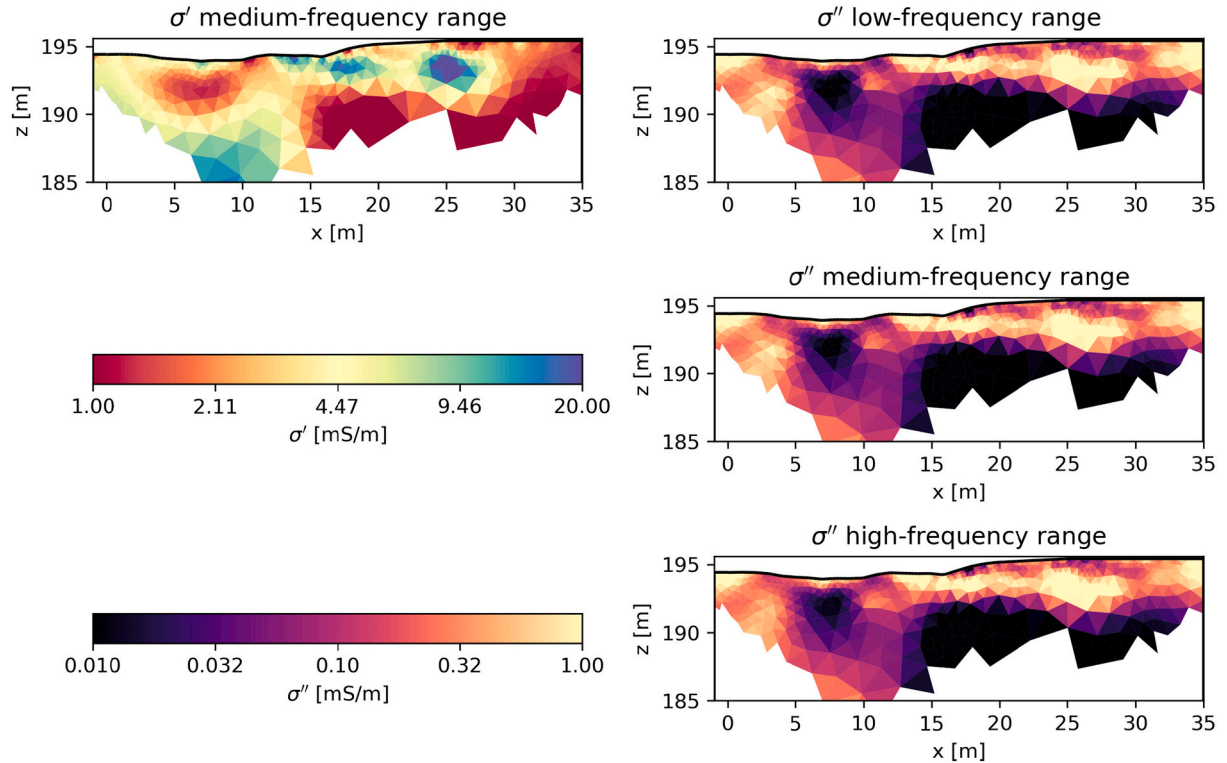 σ′ medium-frequency range
195
190
185
z [m]
0 5 10 15 20 25 30 35
x [m]
σ″ low-frequency range
195
190
185
z [m]
0 5 10 15 20 25 30 35
x [m]
σ″ medium-frequency range
195
190
185
z [m]
0 5 10 15 20 25 30 35
x [m]
1.00 2.11 4.47 9.46 20.00
σ′ [mS/m]
σ″ high-frequency range
195
190
185
z [m]
0 5 10 15 20 25 30 35
x [m]
0.010 0.032 0.10 0.32 1.00
σ″ [mS/m]